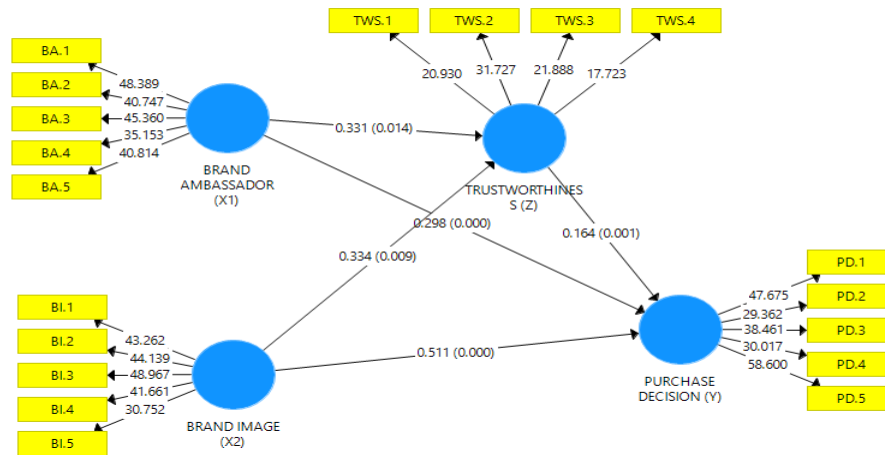 TWS.1
TWS.2
TWS.3
TWS.4
20.930
31.727
21.888
17.723
BA.1
BA.2
BA.3
BA.4
BA.5
48.389
40.747
45.360
35.153
40.814
BRAND
AMBASSADOR
(X1)
0.331 (0.014)
TRUSTWORTHINES
S (Z)
0.298 (0.000)
0.334 (0.009)
0.164 (0.001)
BI.1
BI.2
BI.3
BI.4
BI.5
43.262
44.139
48.967
41.661
30.752
BRAND IMAGE
(X2)
0.511 (0.000)
PURCHASE
DECISION (Y)
47.675
29.362
38.461
30.017
58.600
PD.1
PD.2
PD.3
PD.4
PD.5